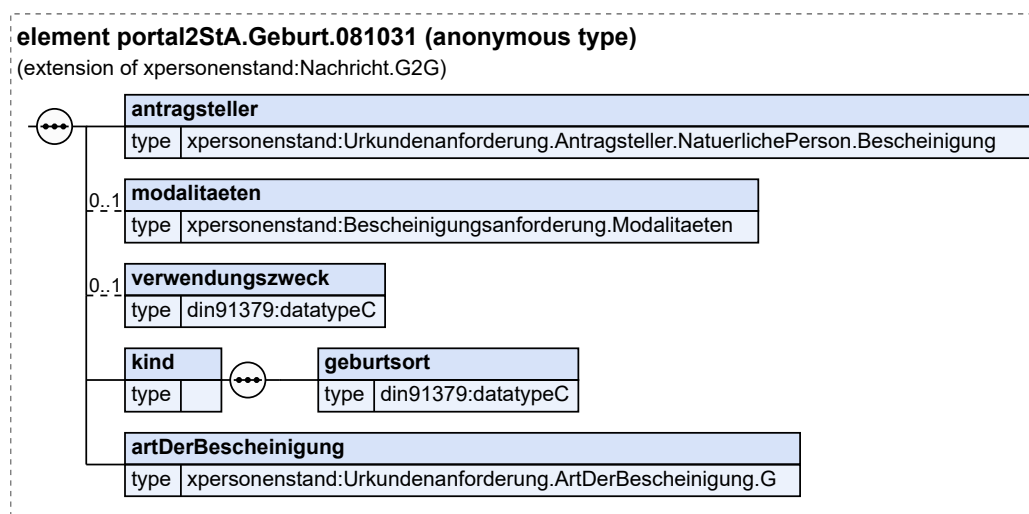 element portal2StA.Geburt.081031 (anonymous type)
(extension of xpersonenstand:Nachricht.G2G)
antragsteller
type xpersonenstand:Urkundenanforderung.Antragsteller.NatuerlichePerson.Bescheinigung
0..1 modalitaeten
type xpersonenstand:Bescheinigungsanforderung.Modalitaeten
0..1 verwendungszweck
type din91379:datatypeC
kind geburtsort
type type din91379:datatypeC
artDerBescheinigung
type xpersonenstand:Urkundenanforderung.ArtDerBescheinigung.G